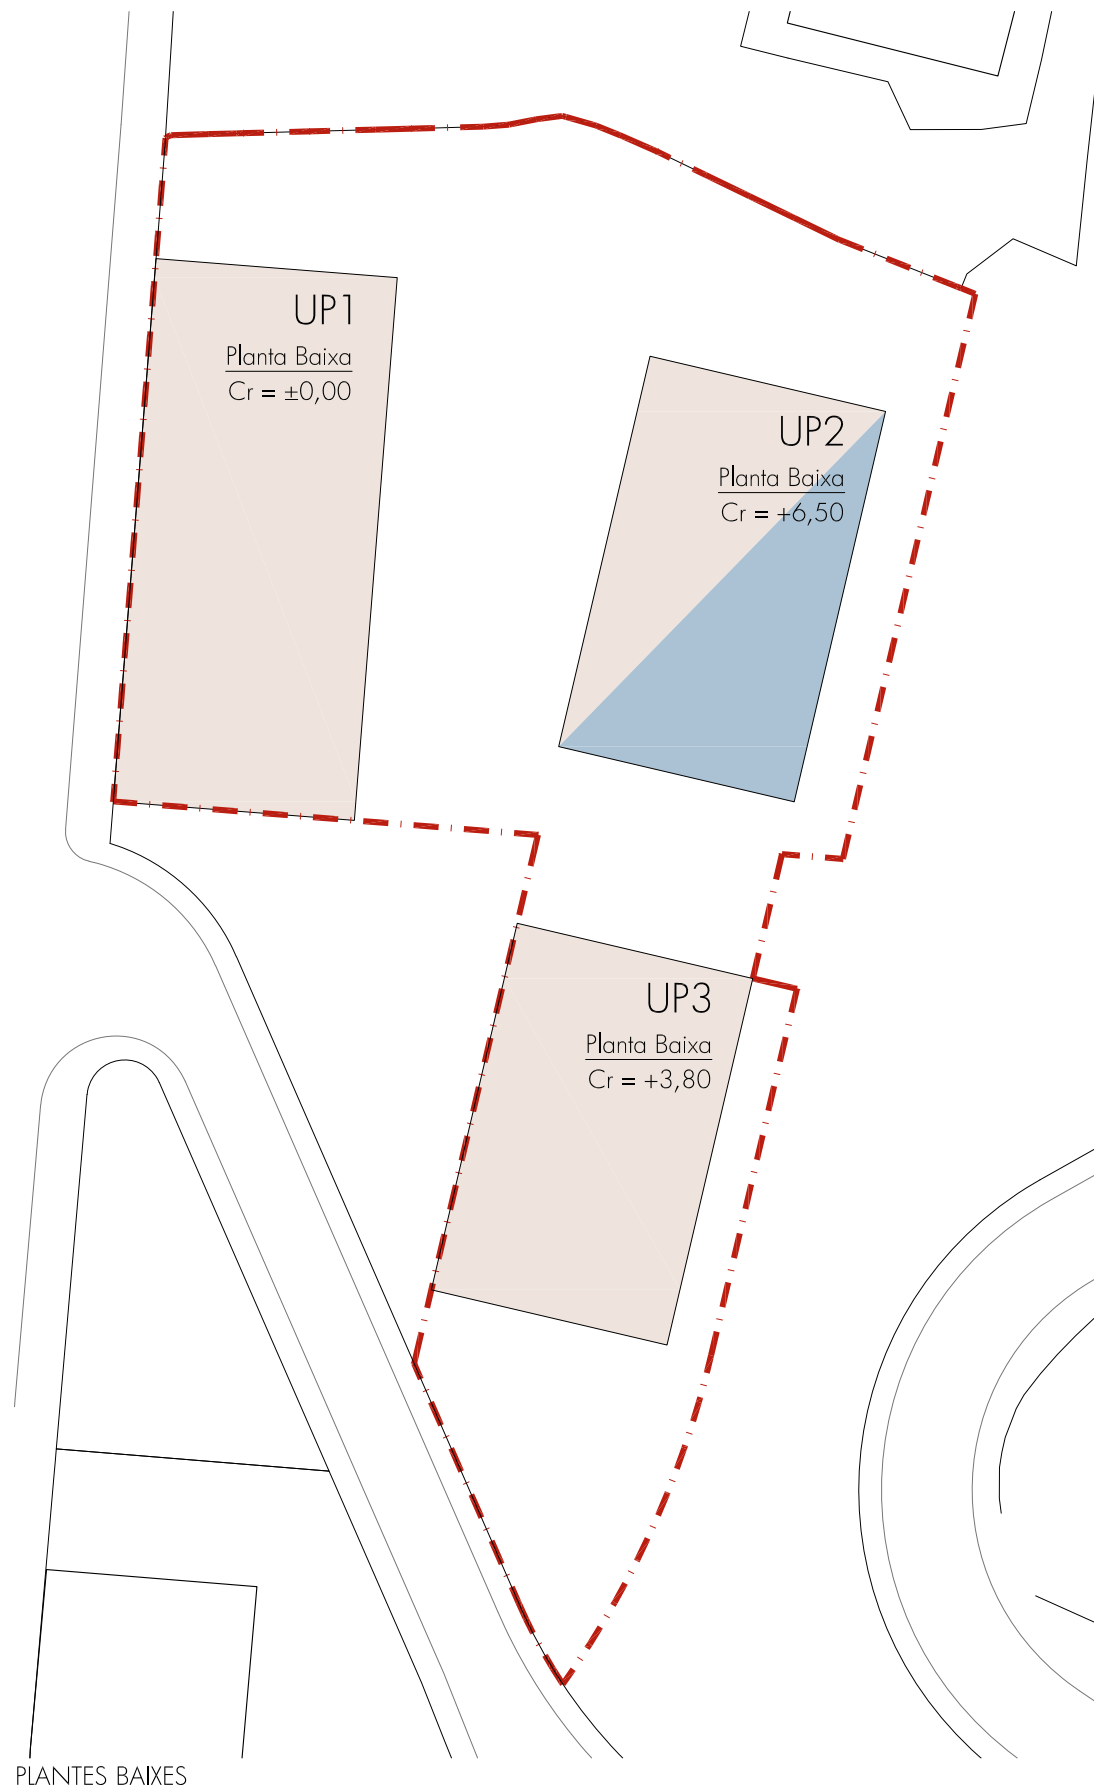 UP1
Planta Baixa
Cr = ±0,00
UP2
Planta Baixa
Cr = +6,50
UP3
Planta Baixa
Cr = +3,80
PLANTES BAIXES